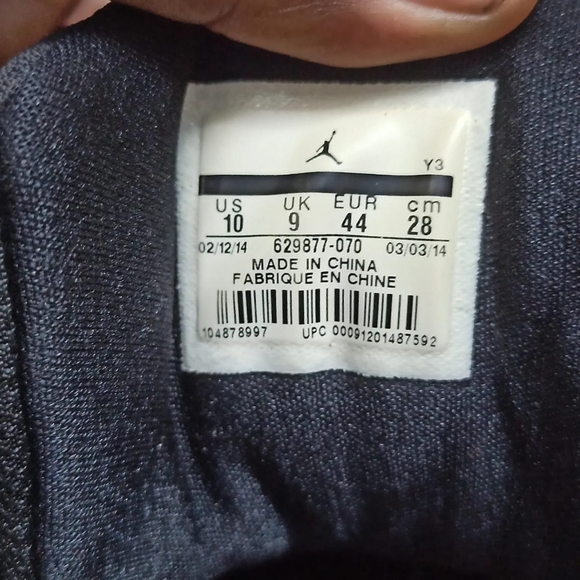 Y3
US UK EUR cm
10 9 44 28
02/12/14 629877-070 03/03/14
MADE IN CHINA
FABRIQUE EN CHINE
104878997 UPC 00091201487592